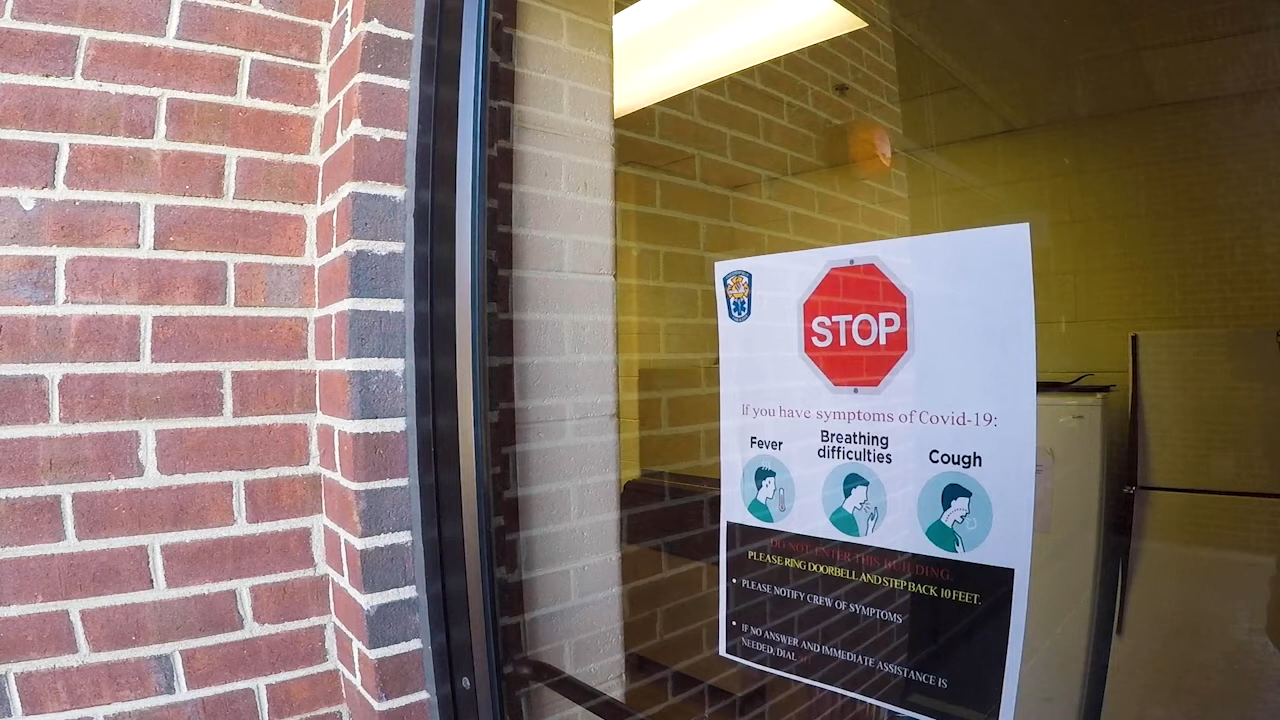 STOP
If you have symptoms of Covid-19:
Fever
Breathing
difficulties
Cough
DO NOT ENTER THIS BUILDING.
PLEASE RING DOORBELL AND STEP BACK 10 FEET.
• PLEASE NOTIFY CREW OF SYMPTOMS
• IF NO ANSWER AND IMMEDIATE ASSISTANCE IS
NEEDED, DIAL